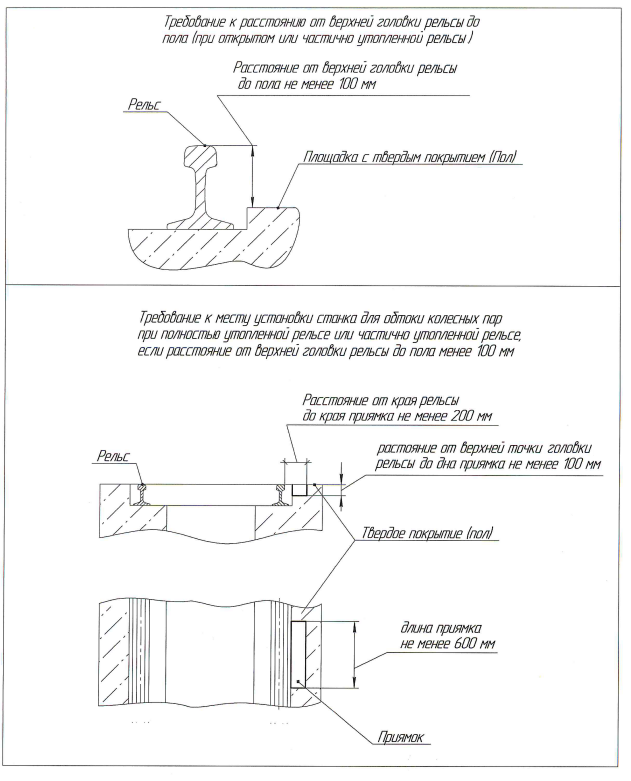 Требование к расстоянию от верхней головки рельсы до
пола (при открытом или частично утопленной рельсы)
Расстояние от верхней головки рельсы
до пола не менее 100 мм
Рельс
Площадка с твердым покрытием (Пол)
Требование к месту установки станка для обтоки колесных пар
при полностью утопленной рельсе или частично утопленной рельсе,
если расстояние от верхней головки рельсы до пола менее 100 мм
Расстояние от края рельсы
до края приямка не менее 200 мм
растояние от верхней точки головки
рельсы до дна приямка не менее 100 мм
Рельс
Твердое покрытие (пол)
длина приямка
не менее 600 мм
Приямок